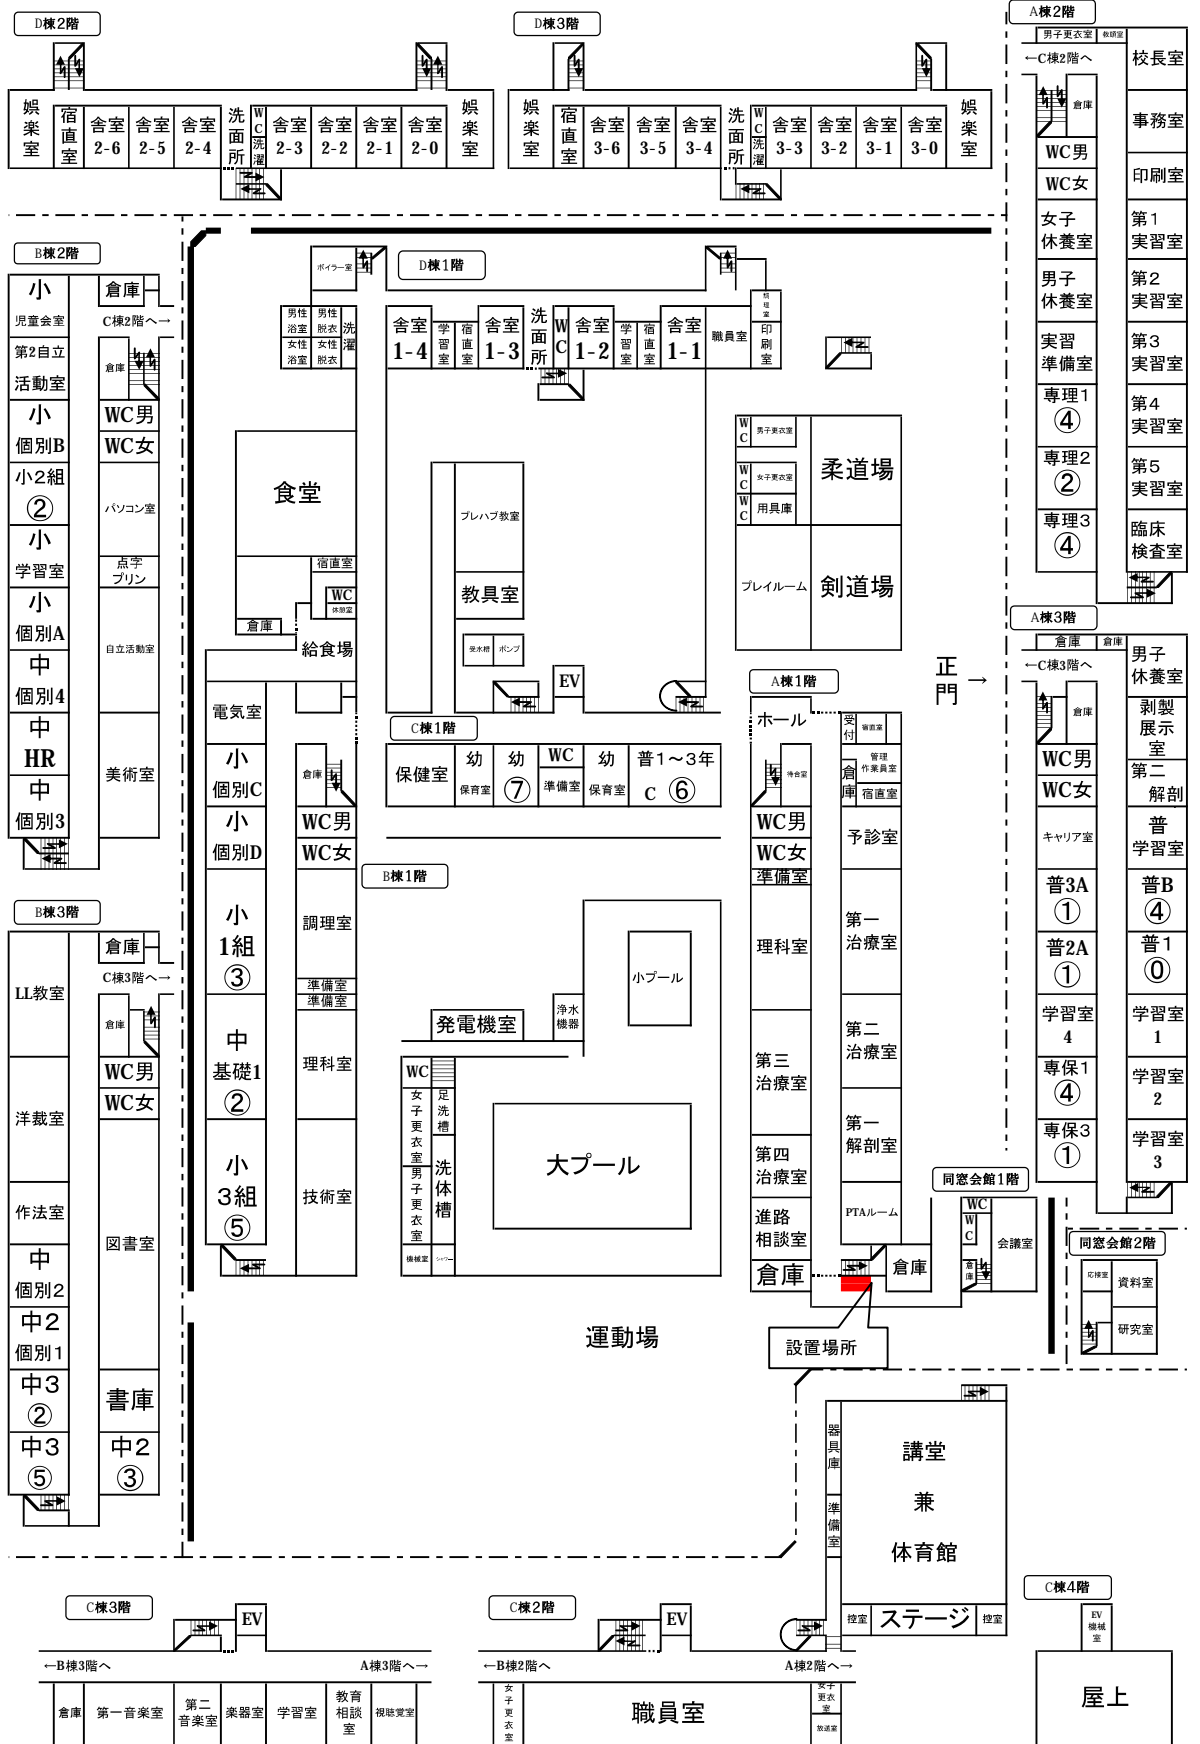 D棟2階
娯楽室
宿直室
舎室
2-6
舎室
2-5
舎室
2-4
洗面所
WC
洗濯
舎室
2-3
舎室
2-2
舎室
2-1
舎室
2-0
娯楽室
D棟3階
娯楽室
宿直室
舎室
3-6
舎室
3-5
舎室
3-4
洗面所
WC
洗濯
舎室
3-3
舎室
3-2
舎室
3-1
舎室
3-0
娯楽室
A棟2階
男子更衣室
教頭室
校長室
←C棟2階へ
倉庫
事務室
WC男
WC女
印刷室
女子
休養室
第1
実習室
男子
休養室
第2
実習室
実習
準備室
第3
実習室
専理1
④
第4
実習室
専理2
②
第5
実習室
専理3
④
臨床
検査室
B棟2階
小
児童会室
倉庫
C棟2階へ→
第2自立
活動室
倉庫
小
個別B
WC男
WC女
小2組
②
パソコン室
小
学習室
点字
プリン
小
個別A
自立活動室
中
個別4
中
HR
美術室
中
個別3
D棟1階
ボイラー室
男性
浴室
男性
脱衣
女性
浴室
女性
脱衣
洗濯
舎室
1-4
学習室
宿直室
舎室
1-3
洗面所
WC
舎室
1-2
学習室
宿直室
舎室
1-1
職員室
調理室
印刷室
食堂
宿直室
WC
休憩室
倉庫
給食場
プレハブ教室
教具室
受水槽
ポンプ
EV
WC
男子更衣室
WC
女子更衣室
WC
用具庫
柔道場
プレイルーム
剣道場
正門
→
A棟3階
倉庫
倉庫
男子
休養室
←C棟3階へ
倉庫
剥製
展示
室
WC男
WC女
第二
解剖
キャリア室
普
学習室
普3A
①
普B
④
普2A
①
普1
⓪
学習室
4
学習室
1
専保1
④
学習室
2
専保3
①
学習室
3
C棟1階
保健室
幼
保育室
幼
⑦
WC
準備室
幼
保育室
普1～3年
C ⑥
B棟1階
電気室
小
個別C
倉庫
小
個別D
WC男
WC女
小
1組
③
調理室
準備室
準備室
中
基礎1
②
理科室
小
3組
⑤
技術室
A棟1階
ホール
受付
宿直室
待合室
管理
作業員室
倉庫
宿直室
WC男
WC女
準備室
予診室
理科室
第一
治療室
第三
治療室
第二
治療室
第四
治療室
第一
解剖室
進路
相談室
PTAルーム
倉庫
倉庫
設置場所
小プール
浄水
機器
発電機室
WC
女子更衣室
足洗槽
男子更衣室
洗体槽
機械室
シャワー
大プール
運動場
B棟3階
倉庫
C棟3階へ→
LL教室
倉庫
WC男
WC女
洋裁室
作法室
図書室
中
個別2
中2
個別1
中3
②
書庫
中3
⑤
中2
③
同窓会館1階
WC
WC
倉庫
会議室
同窓会館2階
応接室
資料室
研究室
器具庫
準備室
講堂
兼
体育館
控室
ステージ
控室
C棟3階
EV
←B棟3階へ
A棟3階へ→
倉庫
第一音楽室
第二
音楽室
楽器室
学習室
教育
相談
室
視聴覚室
C棟2階
EV
←B棟2階へ
A棟2階へ→
女子更衣室
職員室
女子
更衣
室
放送室
C棟4階
EV
機械
室
屋上